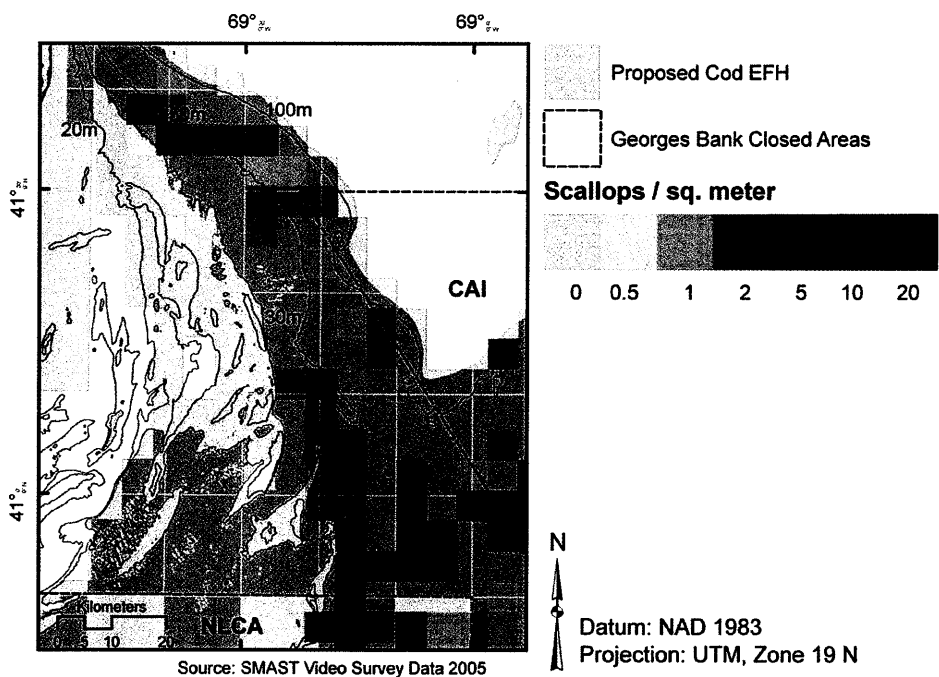 69°
69°
Proposed Cod EFH
Georges Bank Closed Areas
Scallops / sq. meter
0 0.5 1 2 5 10 20
20m
100m
41°
CAI
41°
Kilometers
0 5 10 20
NLCA
N
Datum: NAD 1983
Projection: UTM, Zone 19 N
Source: SMAST Video Survey Data 2005